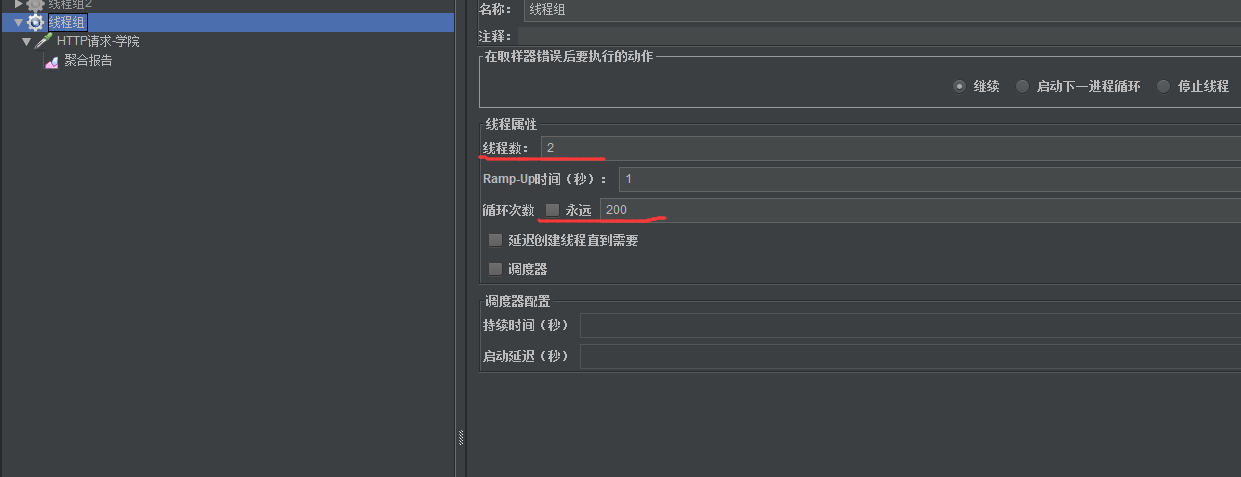 线程组2
线程组
HTTP请求-学院
聚合报告
名称： 线程组
注释：
在取样器错误后要执行的动作
继续 启动下一进程循环 停止线程
线程属性
线程数： 2
Ramp-Up时间（秒）： 1
循环次数 永远 200
延迟创建线程直到需要
调度器
调度器配置
持续时间（秒）
启动延迟（秒）